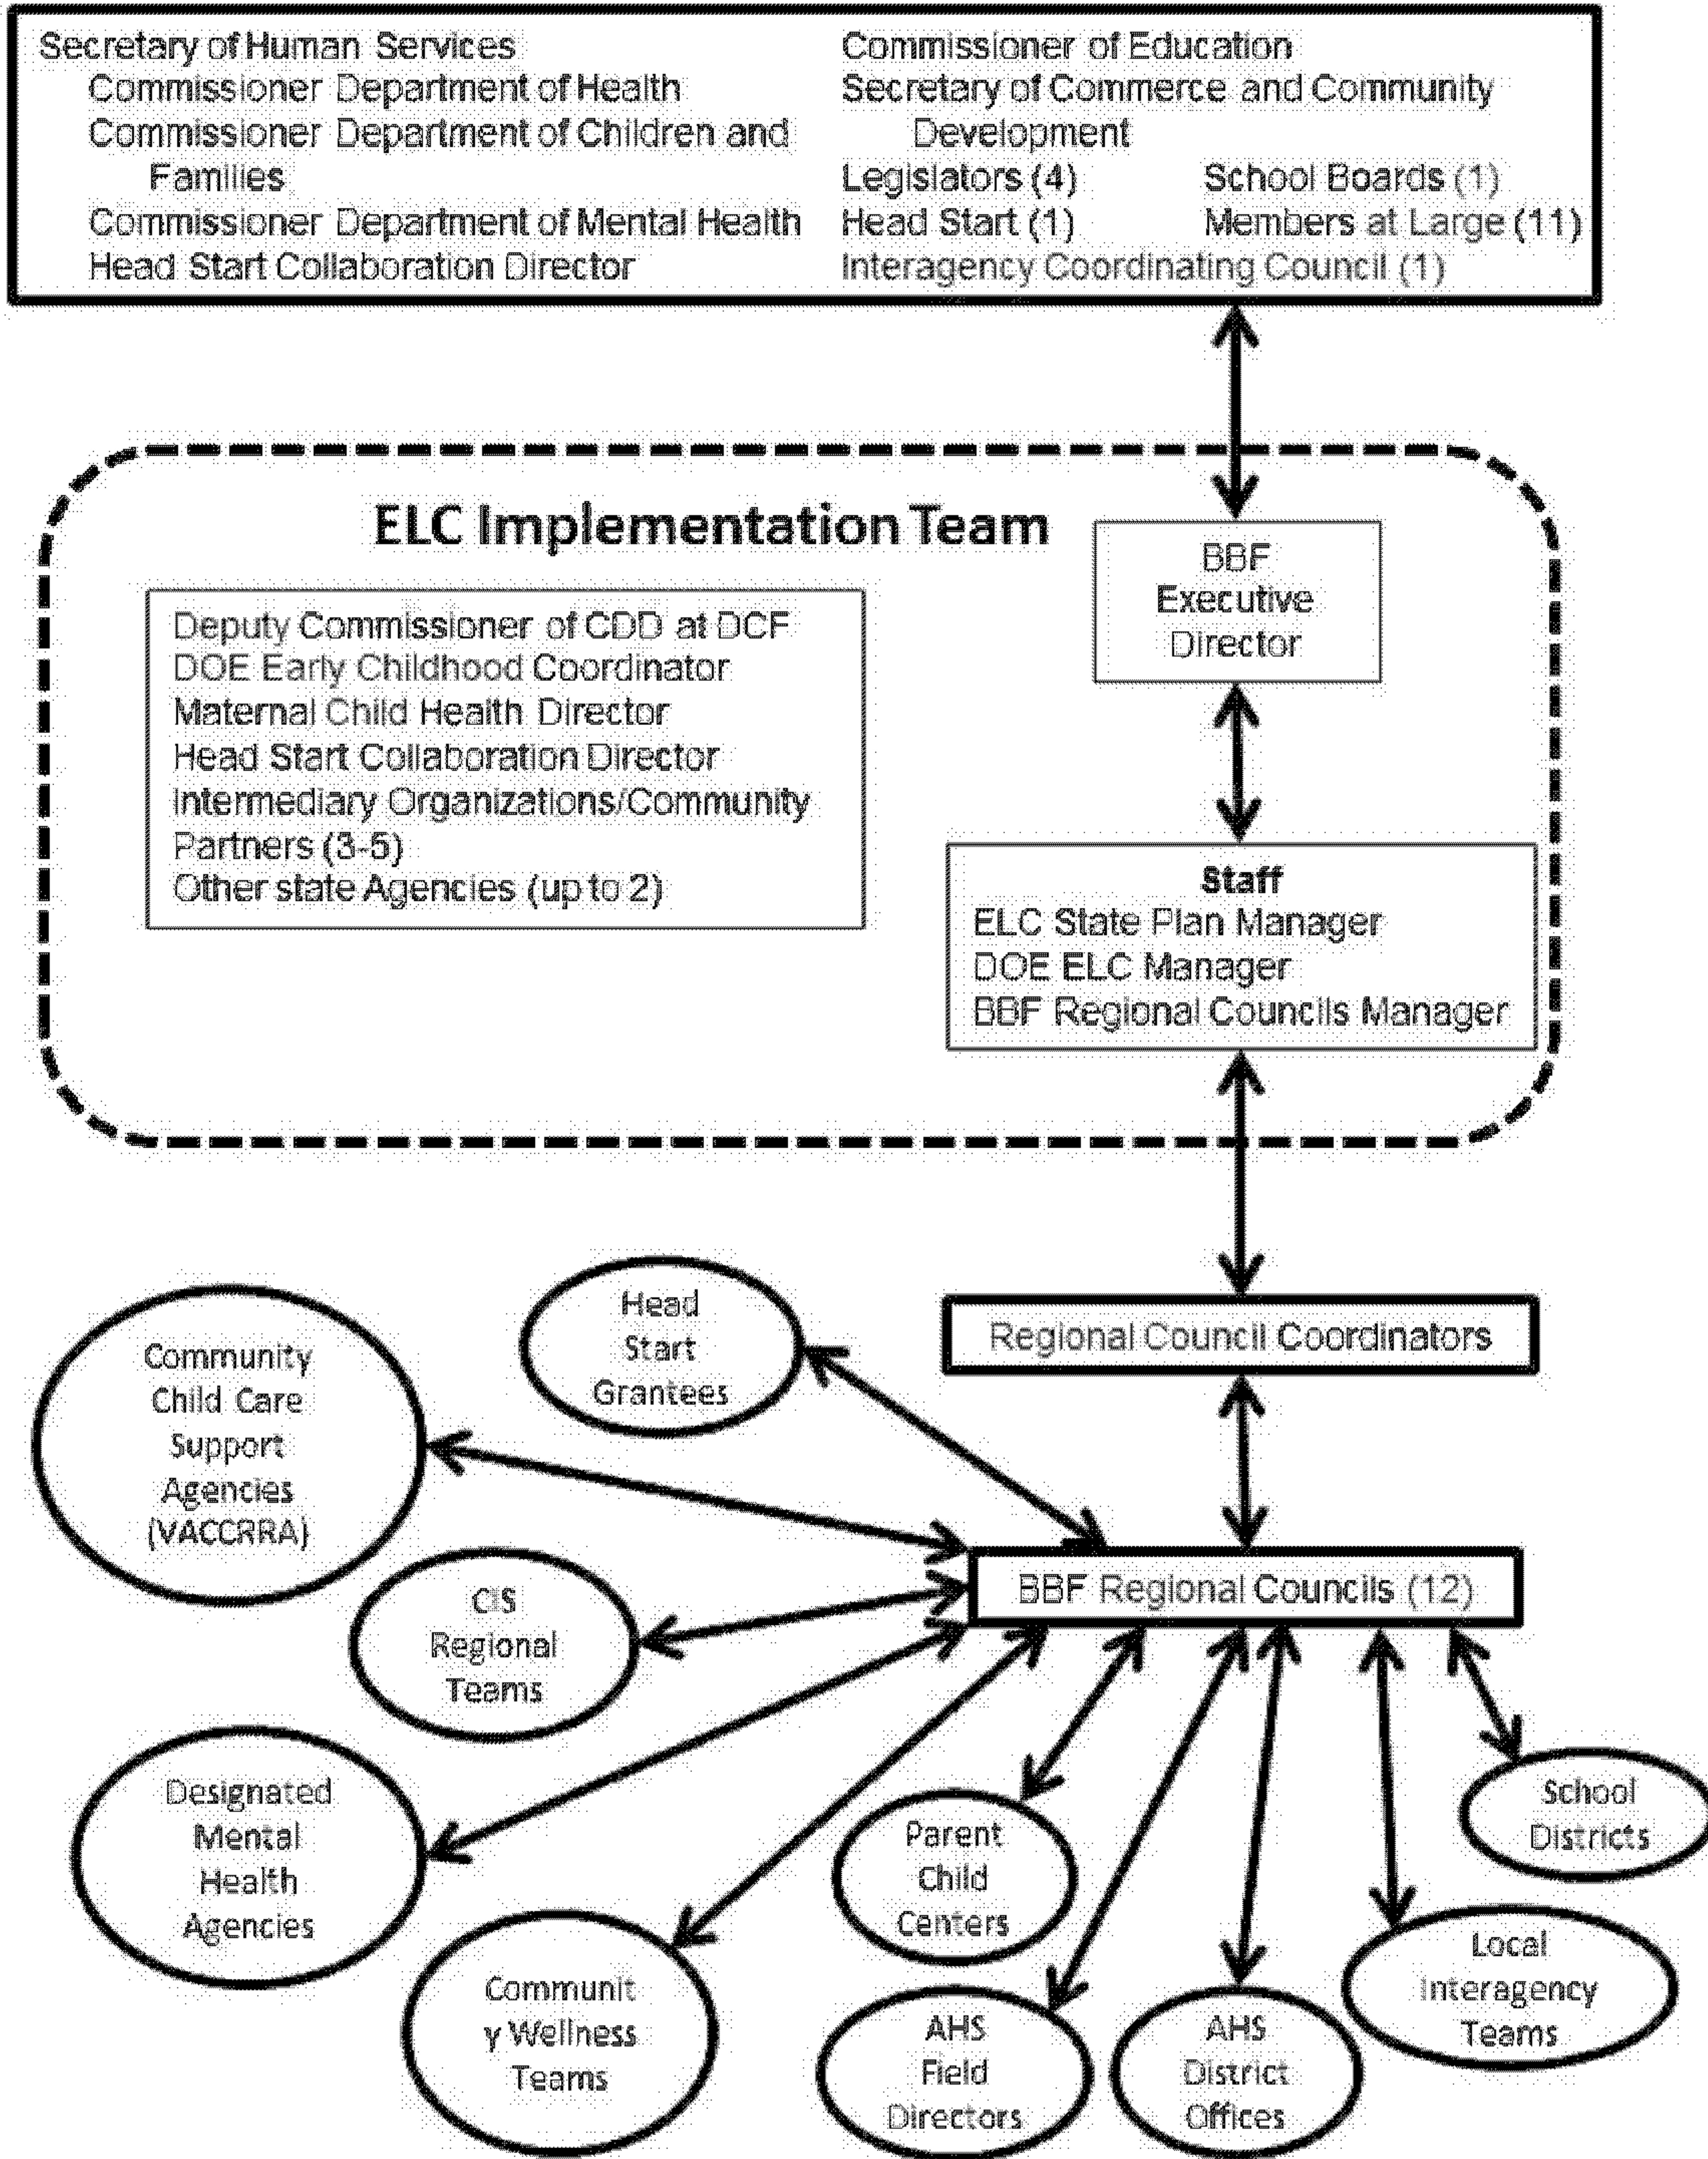 Secretary of Human Services
Commissioner Department of Health
Commissioner Department of Children and
Families
Commissioner Department of Mental Health
Head Start Collaboration Director
Commissioner of Education
Secretary of Commerce and Community
Development
Legislators (4) School Boards (1)
Head Start (1) Members at Large (11)
Interagency Coordinating Council (1)
ELC Implementation Team
BBF
Executive
Director
Deputy Commissioner of CDD at DCF
DOE Early Childhood Coordinator
Maternal Child Health Director
Head Start Collaboration Director
Intermediary Organizations/Community
Partners (3-5)
Other state Agencies (up to 2)
Staff
ELC State Plan Manager
DOE ELC Manager
BBF Regional Councils Manager
Regional Council Coordinators
Head
Start
Grantees
Community
Child Care
Support
Agencies
(VACCRRA)
BBF Regional Councils (12)
CIS
Regional
Teams
Designated
Mental
Health
Agencies
Communit
y Wellness
Teams
Parent
Child
Centers
AHS
Field
Directors
AHS
District
Offices
Local
Interagency
Teams
School
Districts